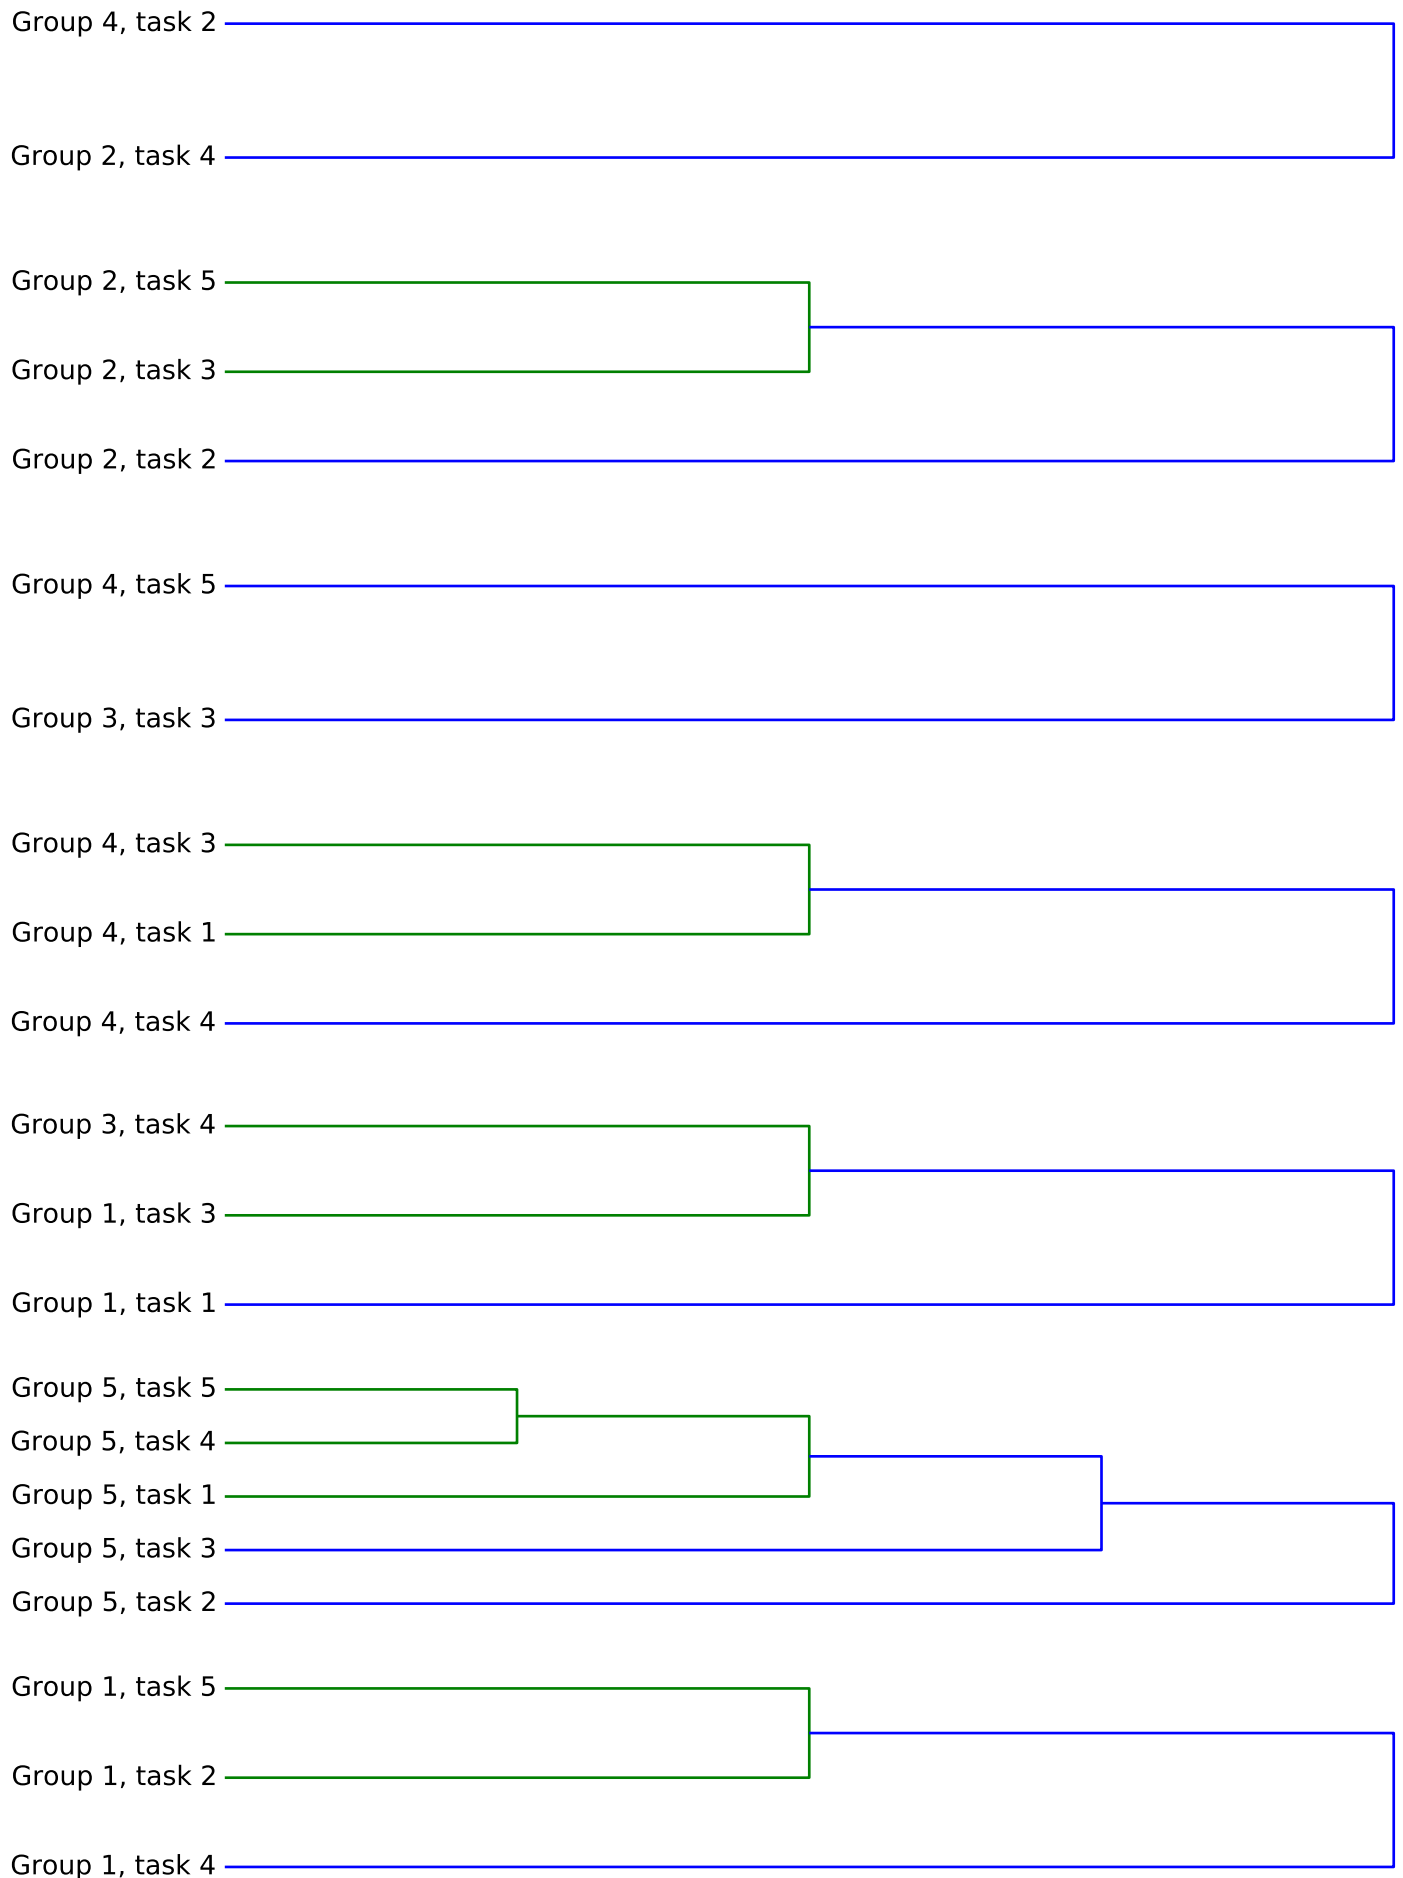 Group 4, task 2
Group 2, task 4
Group 2, task 5
Group 2, task 3
Group 2, task 2
Group 4, task 5
Group 3, task 3
Group 4, task 3
Group 4, task 1
Group 4, task 4
Group 3, task 4
Group 1, task 3
Group 1, task 1
Group 5, task 5
Group 5, task 4
Group 5, task 1
Group 5, task 3
Group 5, task 2
Group 1, task 5
Group 1, task 2
Group 1, task 4